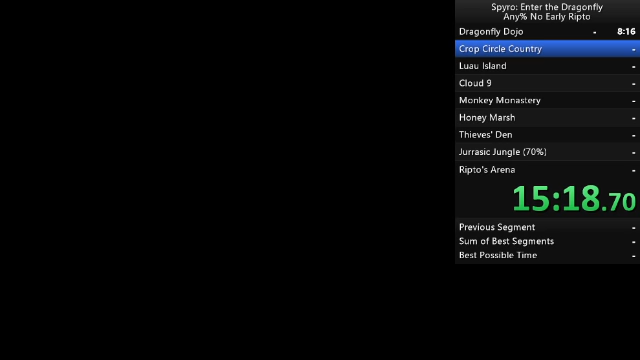 Spyro: Enter the Dragonfly
Any% No Early Ripto
Dragonfly Dojo - 8:16
Crop Circle Country -
Luau Island -
Cloud 9 -
Monkey Monastery -
Honey Marsh -
Thieves' Den -
Jurrasic Jungle (70%) -
Ripto's Arena -
15:18.70
Previous Segment -
Sum of Best Segments -
Best Possible Time -